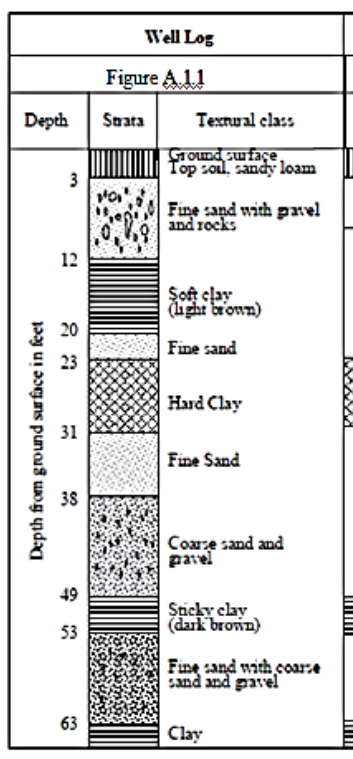 Well Log
Figure A.1.1
Depth Strata Textural class
Ground surface
Top soil, sandy loam
3
Fine sand with gravel
and rocks
12
Soft clay
(light brown)
20
Fine sand
23
Hard Clay
31
Fine Sand
38
Coarse sand and
gravel
49
Sticky clay
(dark brown)
53
Fine sand with coarse
sand and gravel
63
Clay
Depth from ground surface in feet